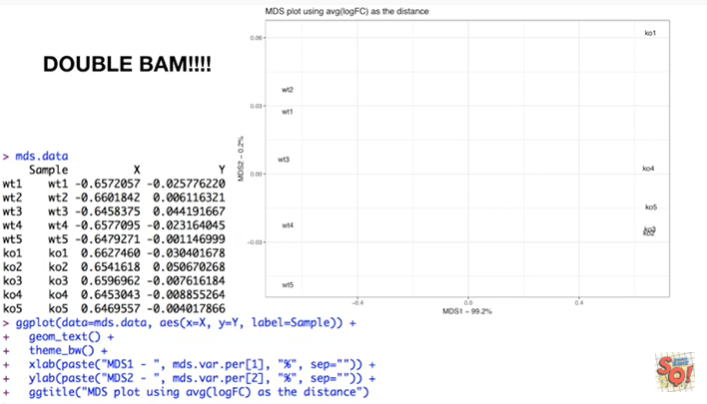 MDS plot using avg(logFC) as the distance
DOUBLE BAM!!!!
0.06
0.03
0.00
−0.03
MDS2 − 0.2%
ko1
wt2
wt1
wt3
ko4
ko5
wt4
ko3
ko2
wt5
−0.4
0.0
0.4
MDS1 − 99.2%
> mds.data
Sample X Y
wt1 wt1 -0.6572057 -0.025776220
wt2 wt2 -0.6601842 0.006116321
wt3 wt3 -0.6458375 0.044191667
wt4 wt4 -0.6577095 -0.023164045
wt5 wt5 -0.6479271 -0.001146999
ko1 ko1 0.6627460 -0.030401678
ko2 ko2 0.6541618 0.050670268
ko3 ko3 0.6596962 -0.007616184
ko4 ko4 0.6453043 -0.008855264
ko5 ko5 0.6469557 -0.004017866
> ggplot(data=mds.data, aes(x=X, y=Y, label=Sample)) +
+ geom_text() +
+ theme_bw() +
+ xlab(paste("MDS1 - ", mds.var.per[1], "%", sep="")) +
+ ylab(paste("MDS2 - ", mds.var.per[2], "%", sep="")) +
+ ggtitle("MDS plot using avg(logFC) as the distance")
SQ!